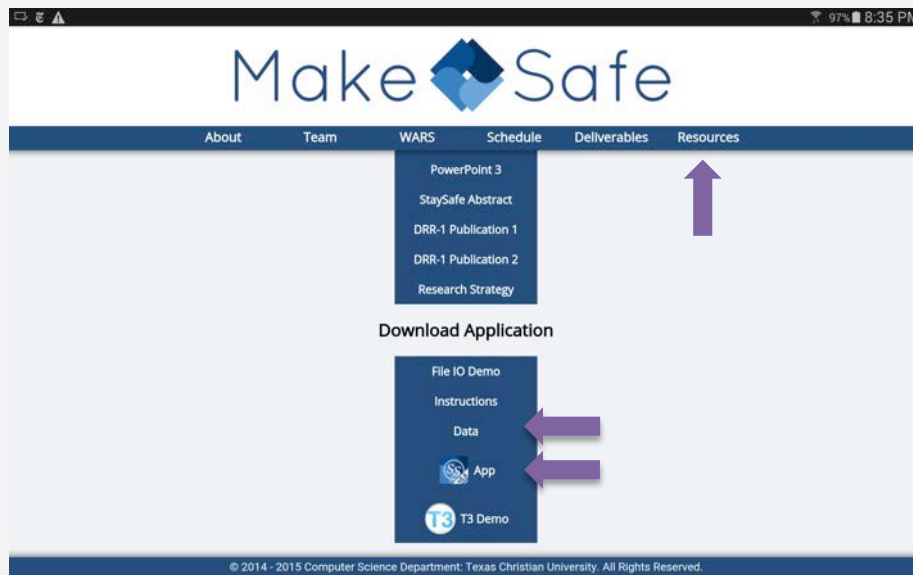 97% 8:35 PM
Make Safe
About Team WARS Schedule Deliverables Resources
PowerPoint 3
StaySafe Abstract
DRR-1 Publication 1
DRR-1 Publication 2
Research Strategy
Download Application
File IO Demo
Instructions
Data
Ss App
T3 T3 Demo
© 2014 - 2015 Computer Science Department: Texas Christian University. All Rights Reserved.